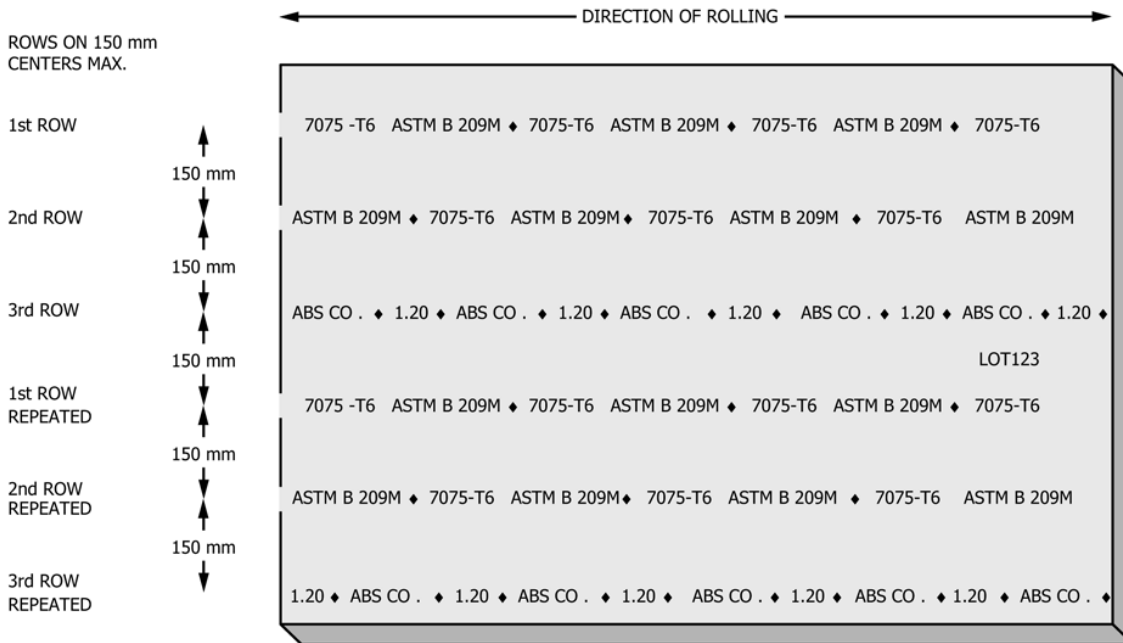 DIRECTION OF ROLLING
ROWS ON 150 mm
CENTERS MAX.
1st ROW
7075 -T6 ASTM B 209M ♦ 7075-T6 ASTM B 209M ♦ 7075-T6 ASTM B 209M ♦ 7075-T6
150 mm
2nd ROW
ASTM B 209M ♦ 7075-T6 ASTM B 209M♦ 7075-T6 ASTM B 209M ♦ 7075-T6 ASTM B 209M
150 mm
3rd ROW
ABS CO . ♦ 1.20 ♦ ABS CO . ♦ 1.20 ♦ ABS CO . ♦ 1.20 ♦ ABS CO . ♦ 1.20 ♦ ABS CO . ♦ 1.20 ♦
150 mm
LOT123
1st ROW
REPEATED
7075 -T6 ASTM B 209M ♦ 7075-T6 ASTM B 209M ♦ 7075-T6 ASTM B 209M ♦ 7075-T6
150 mm
2nd ROW
REPEATED
ASTM B 209M ♦ 7075-T6 ASTM B 209M♦ 7075-T6 ASTM B 209M ♦ 7075-T6 ASTM B 209M
150 mm
3rd ROW
REPEATED
1.20 ♦ ABS CO . ♦ 1.20 ♦ ABS CO . ♦ 1.20 ♦ ABS CO . ♦ 1.20 ♦ ABS CO . ♦ 1.20 ♦ ABS CO . ♦